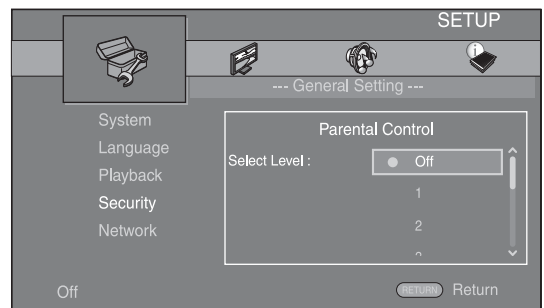 SETUP
--- General Setting ---
System
Language
Playback
Security
Network
Parental Control
Select Level :
Off
1
2
Off
RETURN Return